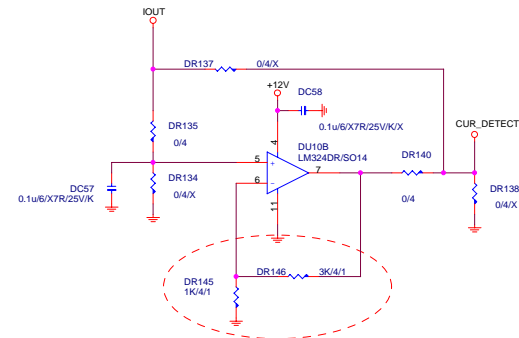 IOUT
DR137
0/4/X
+12V
DC58
0.1u/6/X7R/25V/K/X
CUR_DETECT
DR135
0/4
4
DU10B
LM324DR/SO14
5
+
7
DR140
0/4
6
-
DR134
0/4/X
DC57
0.1u/6/X7R/25V/K
11
DR138
0/4/X
DR146
3K/4/1
DR145
1K/4/1